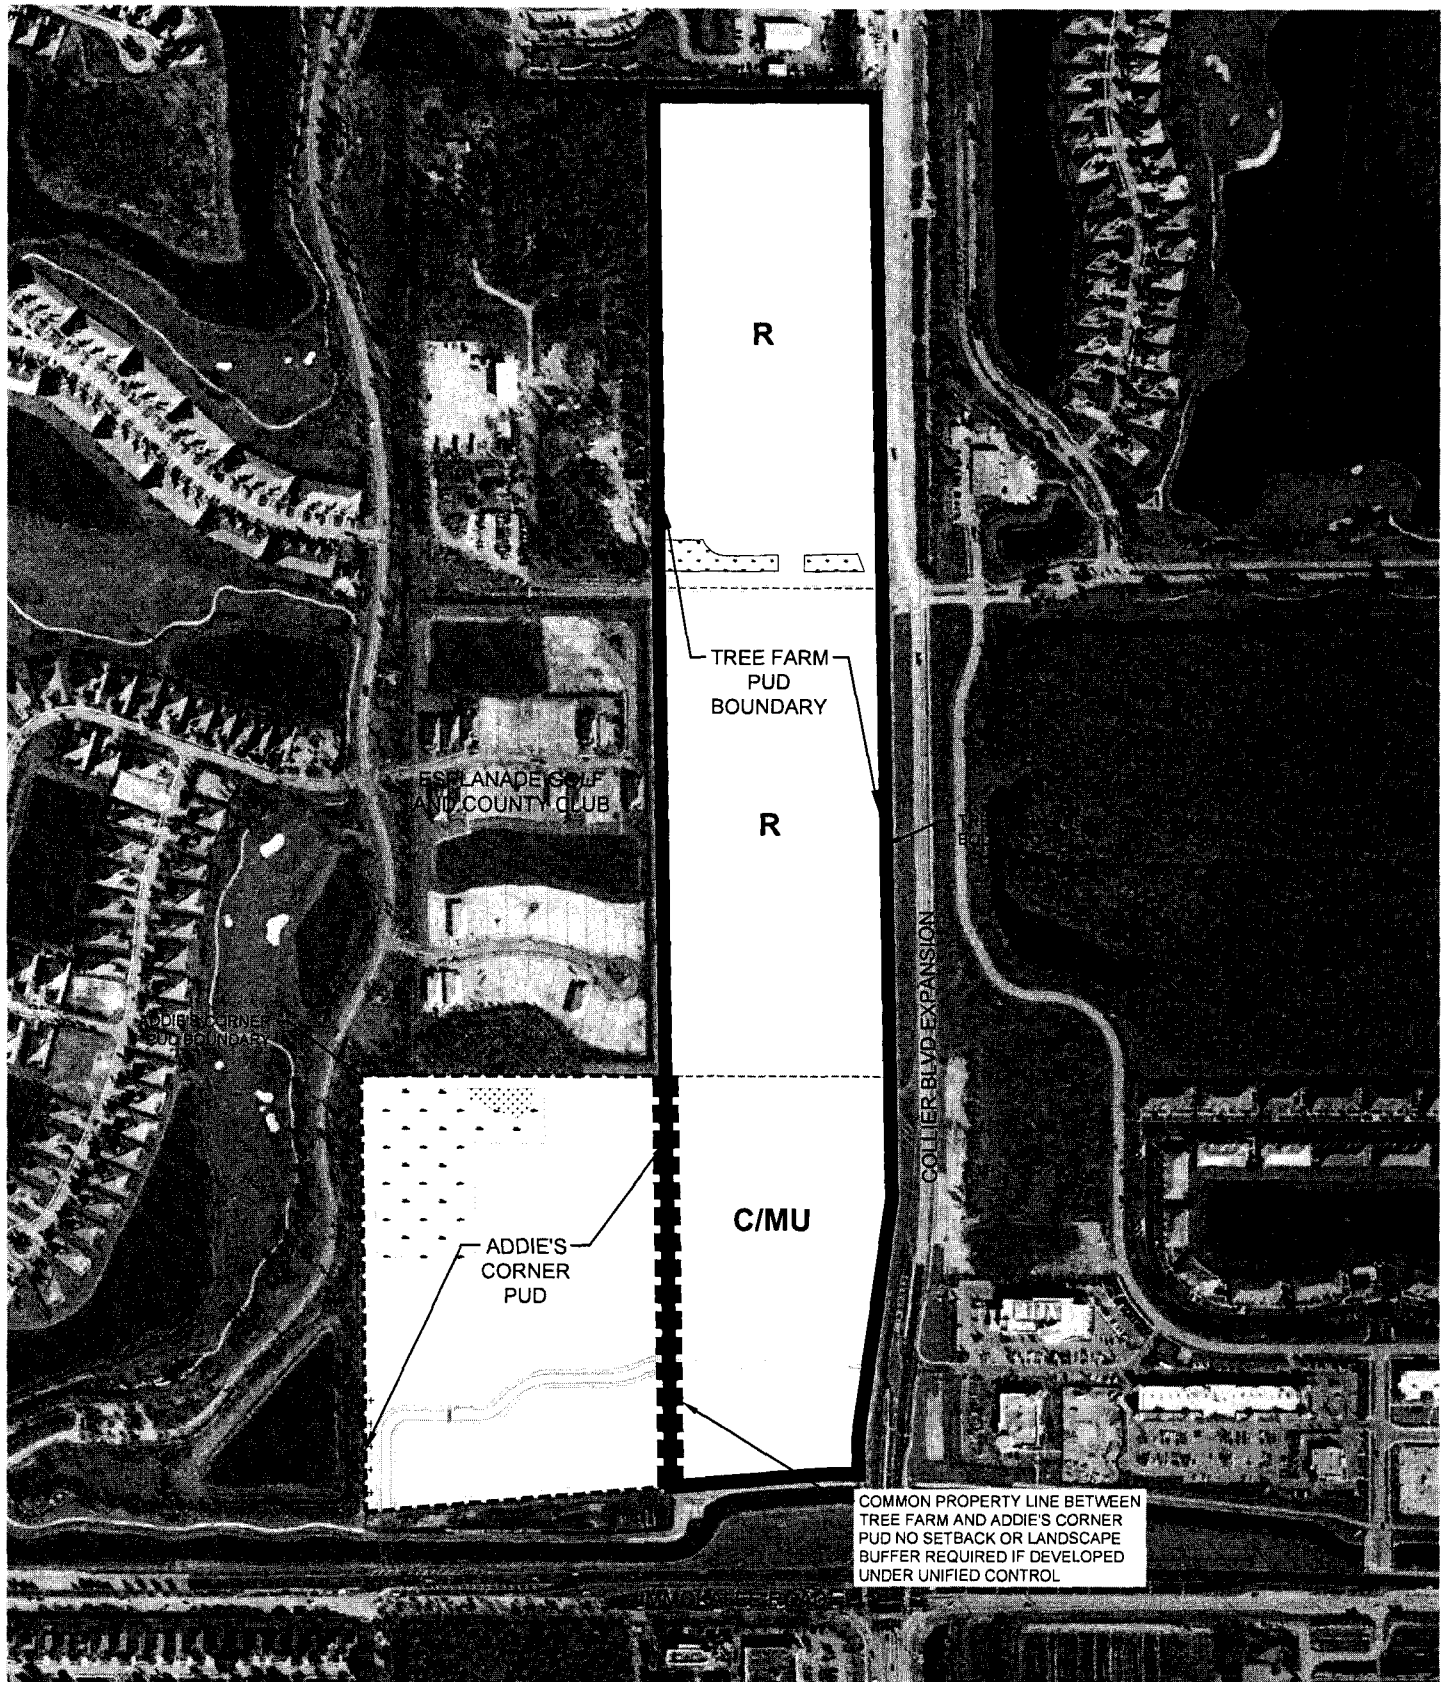 R
TREE FARM
PUD
BOUNDARY
ESPLANADE GOLF
AND COUNTY CLUB
R
COLLIER BLVD EXPANSION
ADDIE'S CORNER
PUD BOUNDARY
C/MU
ADDIE'S
CORNER
PUD
COMMON PROPERTY LINE BETWEEN
TREE FARM AND ADDIE'S CORNER
PUD NO SETBACK OR LANDSCAPE
BUFFER REQUIRED IF DEVELOPED
UNDER UNIFIED CONTROL
IMMOKALEE ROAD